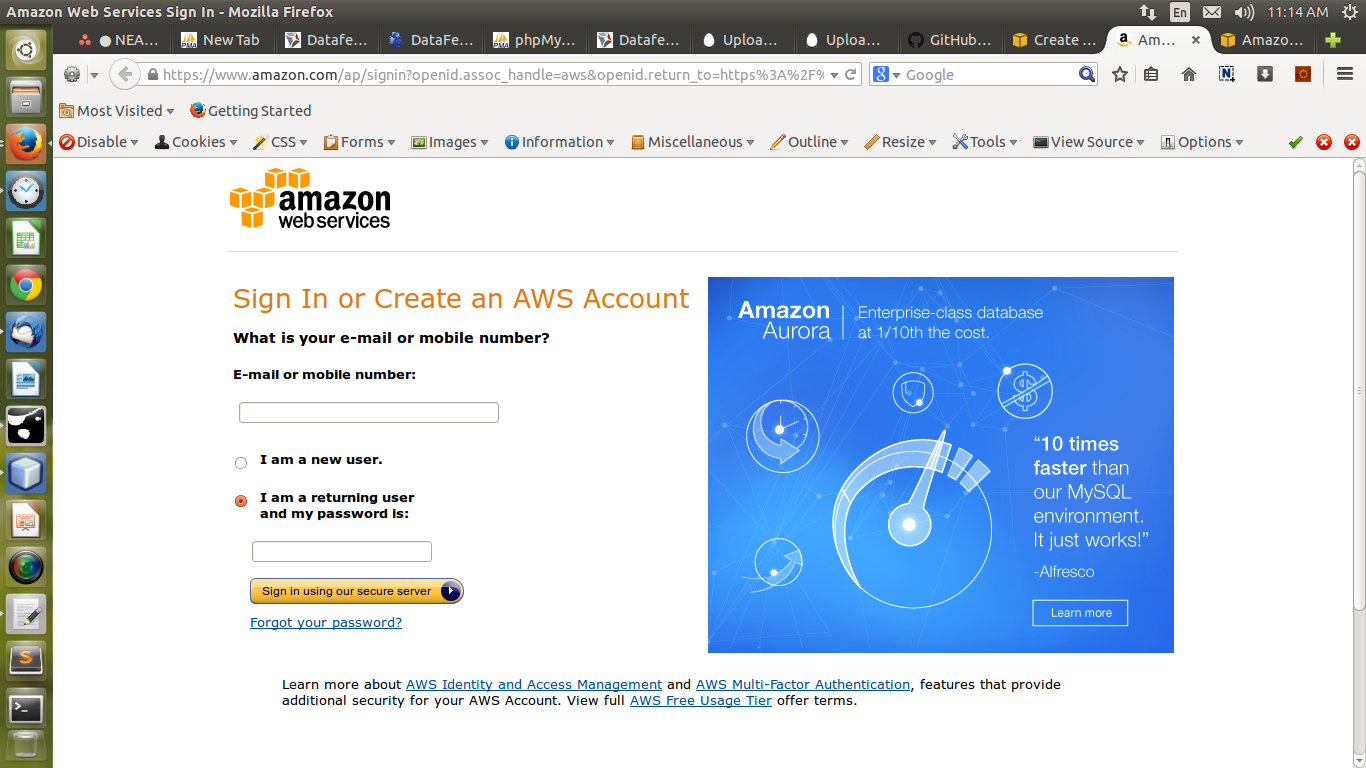 Amazon Web Services Sign In - Mozilla Firefox
En
11:14 AM
NEA...
New Tab
Datafe...
DataFe...
phpMy...
Datafe...
Uploa...
Uploa...
GitHub...
Create ...
Am...
Amazo...
https://www.amazon.com/ap/signin?openid.assoc_handle=aws&openid.return_to=https%3A%2F%
Google
Most Visited
Getting Started
Disable
Cookies
CSS
Forms
Images
Information
Miscellaneous
Outline
Resize
Tools
View Source
Options
amazon
web services
Sign In or Create an AWS Account
What is your e-mail or mobile number?
E-mail or mobile number:
I am a new user.
I am a returning user
and my password is:
Sign in using our secure server
Forgot your password?
Amazon
Aurora
Enterprise-class database
at 1/10th the cost.
“10 times
faster than
our MySQL
environment.
It just works!”
-Alfresco
Learn more
Learn more about AWS Identity and Access Management and AWS Multi-Factor Authentication, features that provide
additional security for your AWS Account. View full AWS Free Usage Tier offer terms.